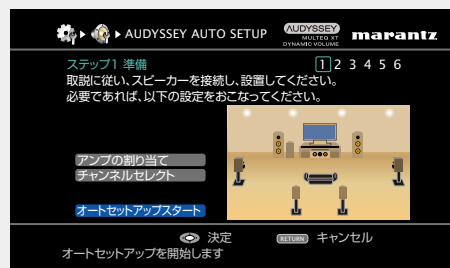 AUDYSSEY AUTO SETUP
AUDYSSEY
MULTEQ XT
DYNAMIC VOLUME
marantz
ステップ1 準備
1 2 3 4 5 6
取説に従い、スピーカーを接続し、設置してください。
必要であれば、以下の設定をおこなってください。
アンプの割り当て
チャンネルセレクト
オートセットアップスタート
決定
RETURN キャンセル
オートセットアップを開始します